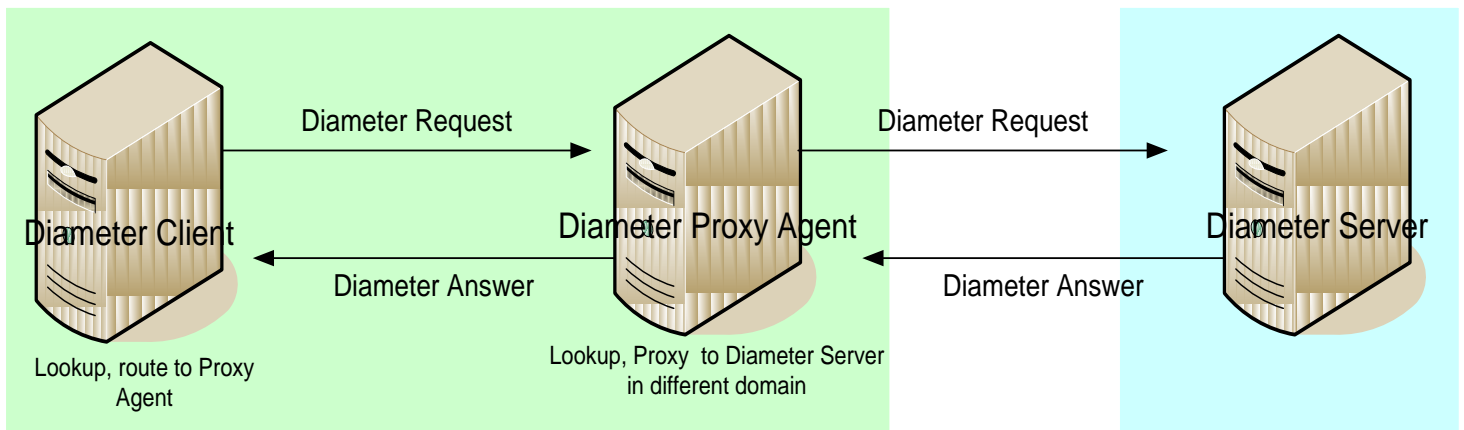 Diameter Request
Diameter Request
Diameter Client
Diameter Proxy Agent
Diameter Server
Diameter Answer
Diameter Answer
Lookup, route to Proxy
Agent
Lookup, Proxy to Diameter Server
in different domain